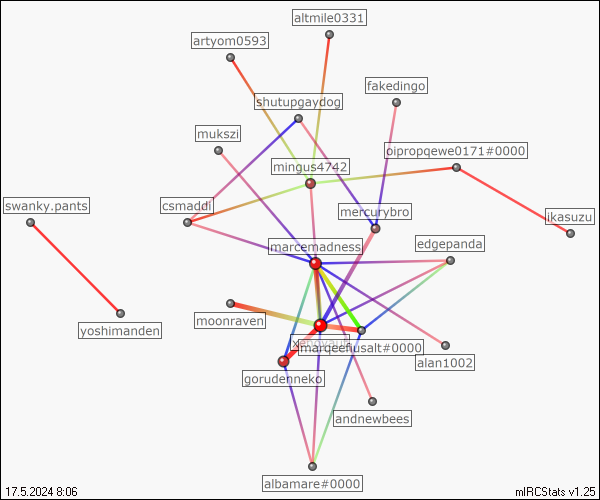 altmile0331
artyom0593
fakedingo
shutupgaydog
mukszi
oipropqewe0171#0000
mingus4742
swanky.pants
csmaddi
mercurybro
ikasuzu
marcemadness
edgepanda
moonraven
yoshimanden
marqeefusalt#0000
alan1002
gorudenneko
andnewbees
albamare#0000
17.5.2024 8:06
mIRCStats v1.25